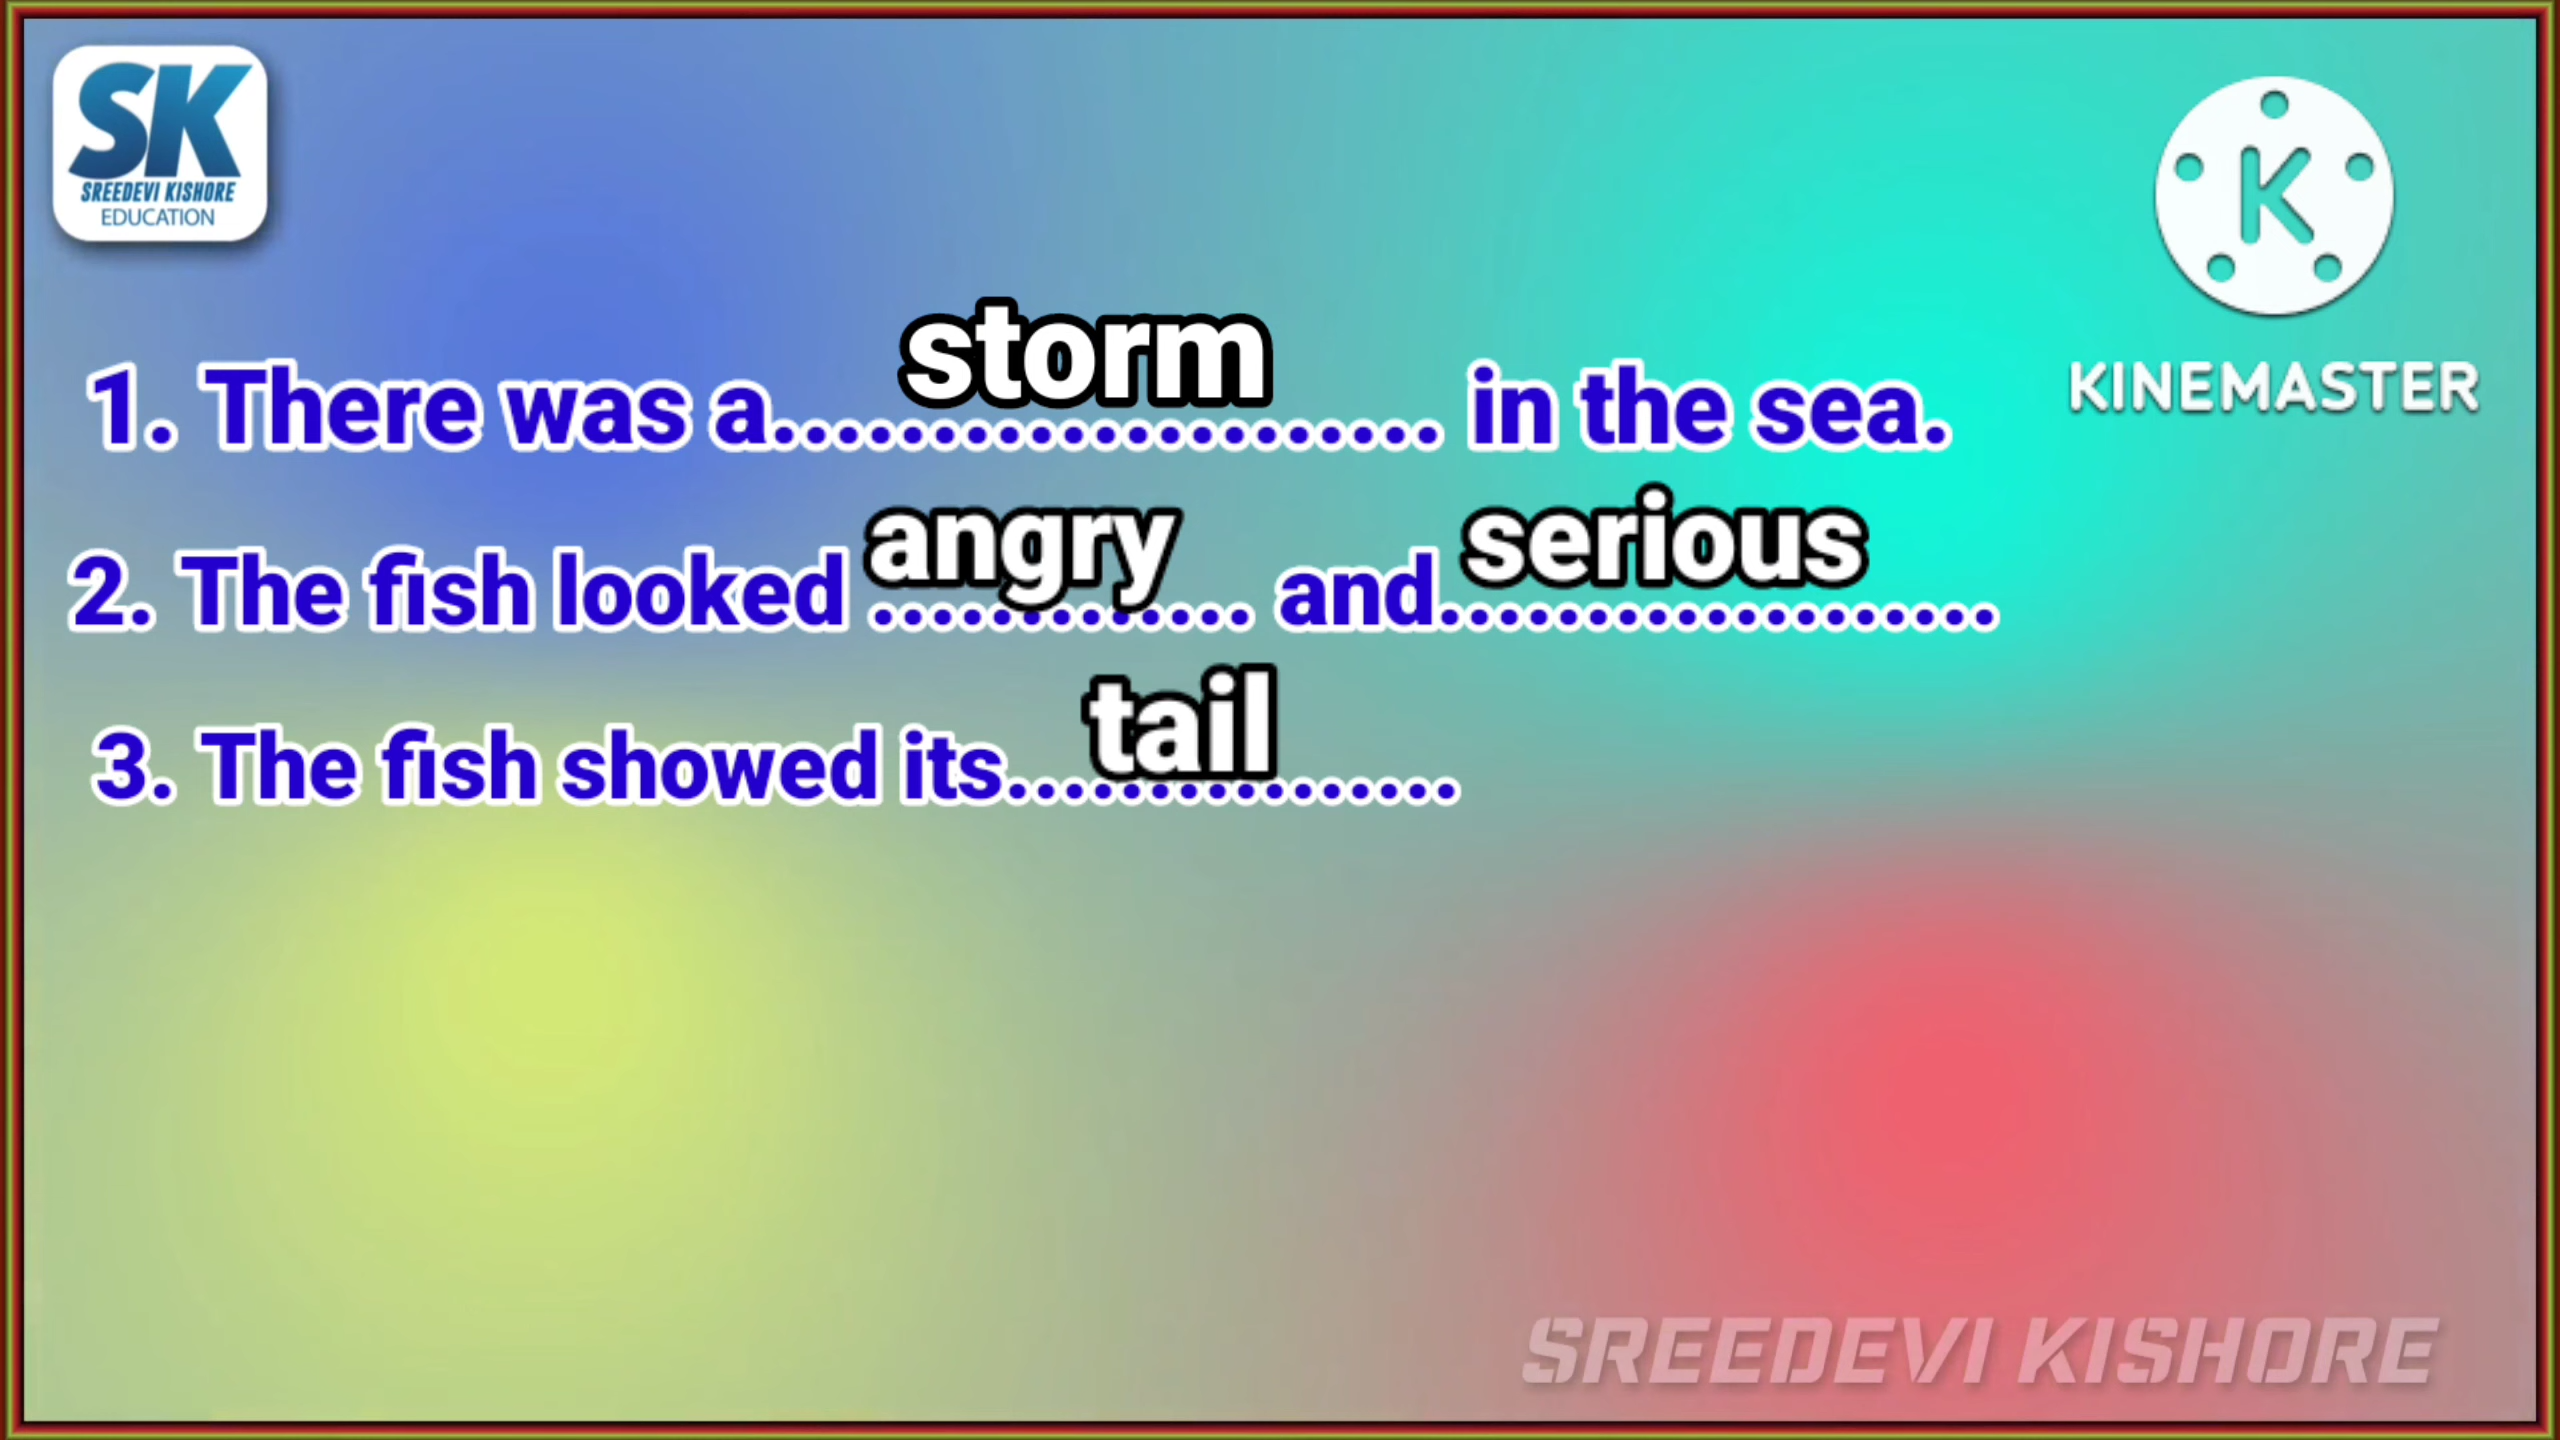 SK
SREEDEVI KISHORE
EDUCATION
K
KINEMASTER
1. There was a.....................storm in the sea.
2. The fish looked .............angry and...................serious
3. The fish showed its................tail
SREEDEVI KISHORE